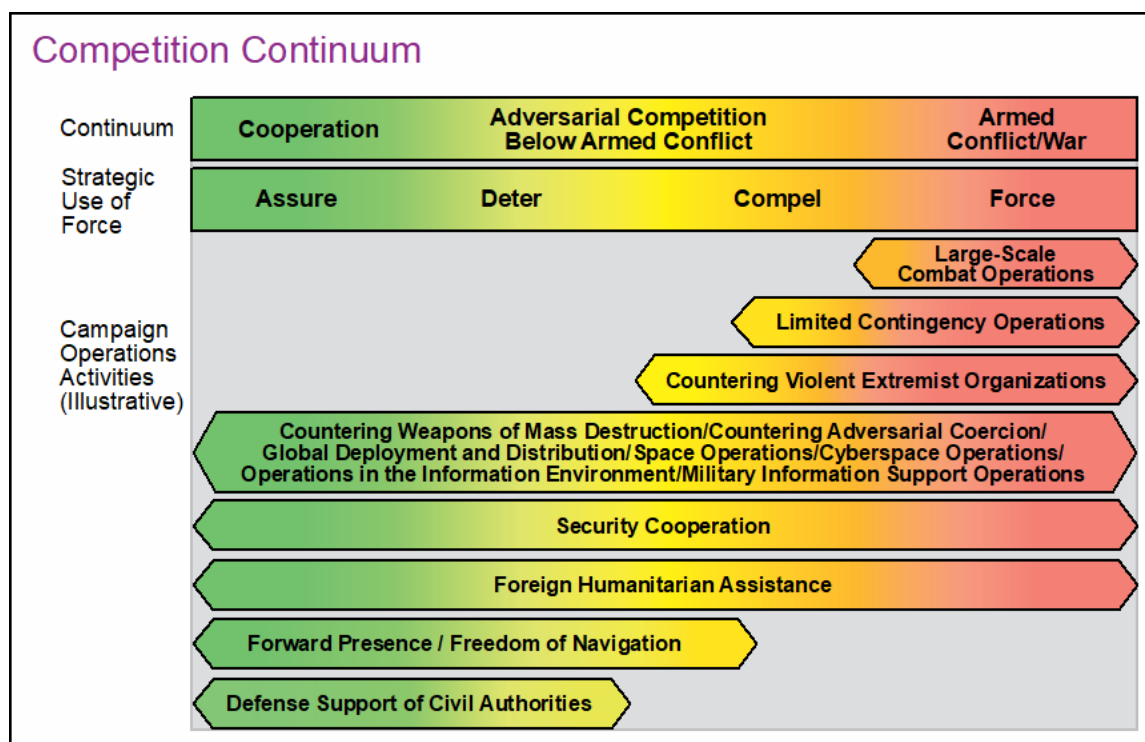 Competition Continuum
Continuum
Cooperation
Adversarial Competition
Below Armed Conflict
Armed
Conflict/War
Strategic
Use of
Force
Assure
Deter
Compel
Force
Campaign
Operations
Activities
(Illustrative)
Large-Scale
Combat Operations
Limited Contingency Operations
Countering Violent Extremist Organizations
Countering Weapons of Mass Destruction/Countering Adversarial Coercion/
Global Deployment and Distribution/Space Operations/Cyberspace Operations/
Operations in the Information Environment/Military Information Support Operations
Security Cooperation
Foreign Humanitarian Assistance
Forward Presence / Freedom of Navigation
Defense Support of Civil Authorities